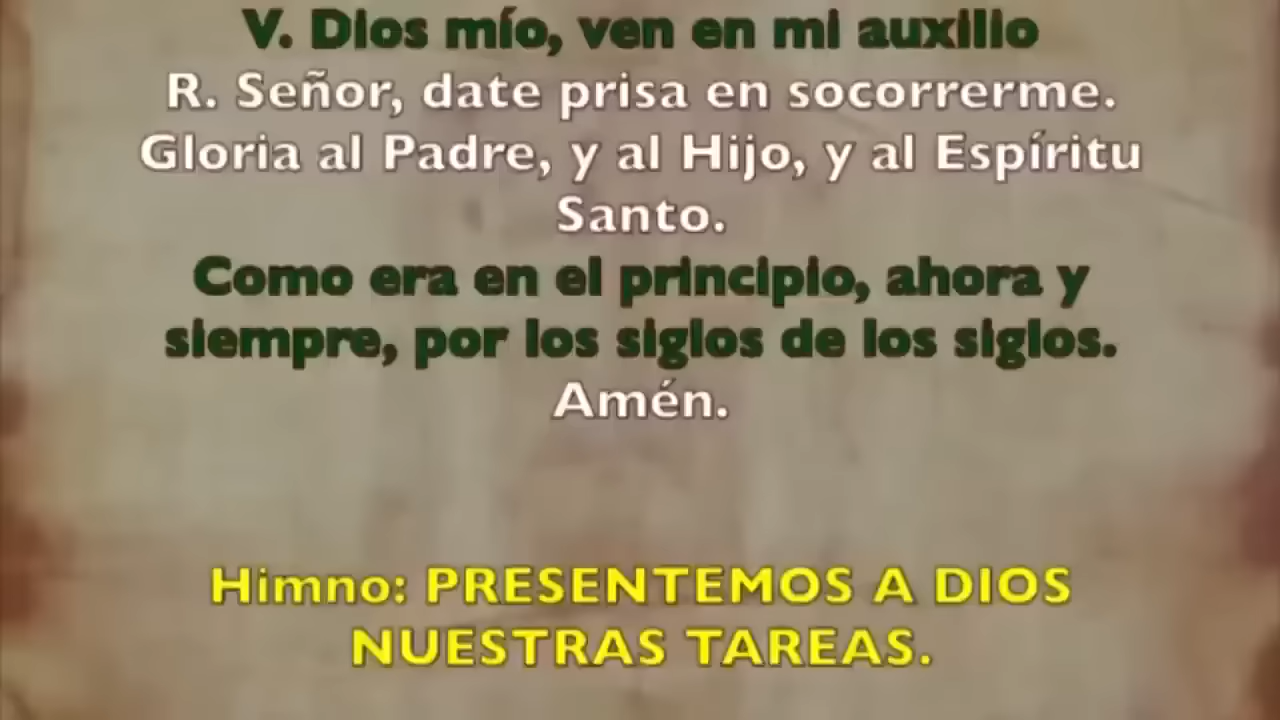 V. Dios mío, ven en mi auxilio
R. Señor, date prisa en socorrerme.
Gloria al Padre, y al Hijo, y al Espíritu
Santo.
Como era en el principio, ahora y
siempre, por los siglos de los siglos.
Amén.
Himno: PRESENTEMOS A DIOS
NUESTRAS TAREAS.